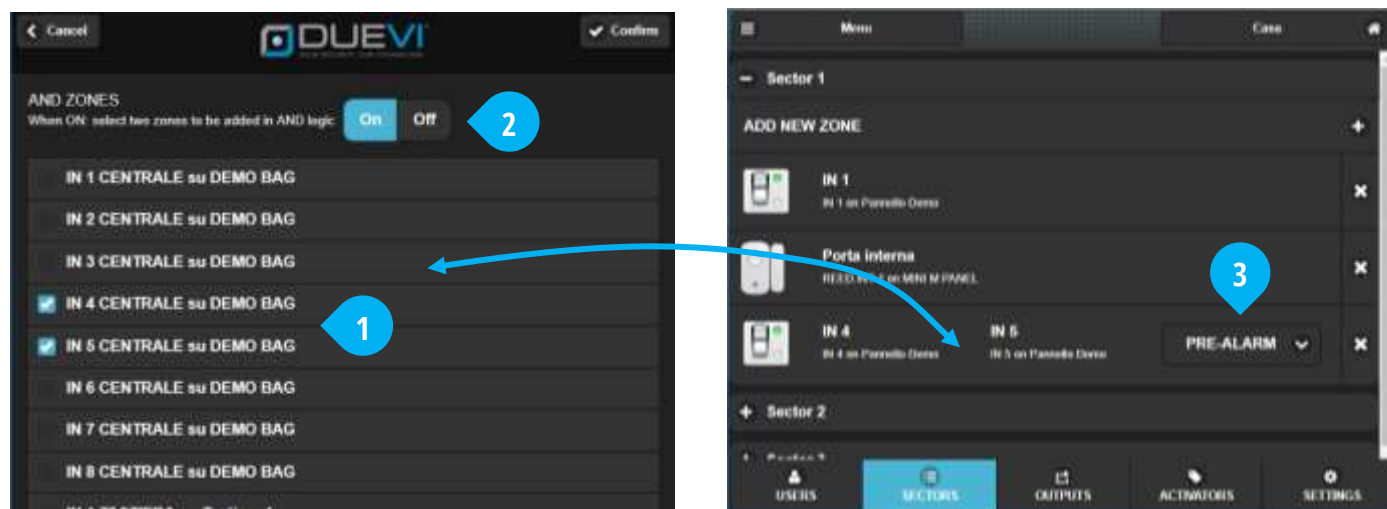 Cancel
DUEVI
Confirm
AND ZONES
When ON: select two zones to be added in AND logic
On
Off
2
IN 1 CENTRALE su DEMO BAG
IN 2 CENTRALE su DEMO BAG
IN 3 CENTRALE su DEMO BAG
IN 4 CENTRALE su DEMO BAG
1
IN 5 CENTRALE su DEMO BAG
IN 6 CENTRALE su DEMO BAG
IN 7 CENTRALE su DEMO BAG
IN 8 CENTRALE su DEMO BAG
Menu
Casa
Sector 1
ADD NEW ZONE
IN 1
IN 1 on Pannello Demo
Porta interna
on MINI M PANEL
3
IN 4
IN 4 on Pannello Demo
IN 5
IN 5 on Pannello Demo
PRE-ALARM
Sector 2
USERS
SECTORS
OUTPUTS
ACTIVATORS
SETTINGS